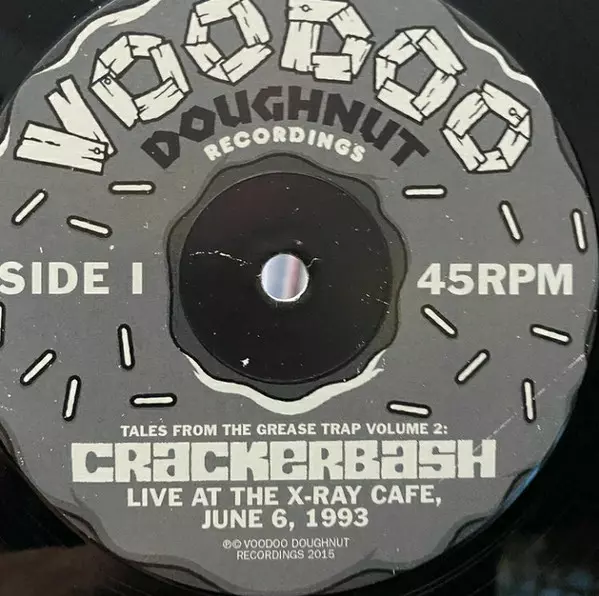 VOODOO
DOUGHNUT
RECORDINGS
SIDE I
45RPM
TALES FROM THE GREASE TRAP VOLUME 2:
CRACKERBASH
LIVE AT THE X-RAY CAFE,
JUNE 6, 1993
℗© VOODOO DOUGHNUT
RECORDINGS 2015